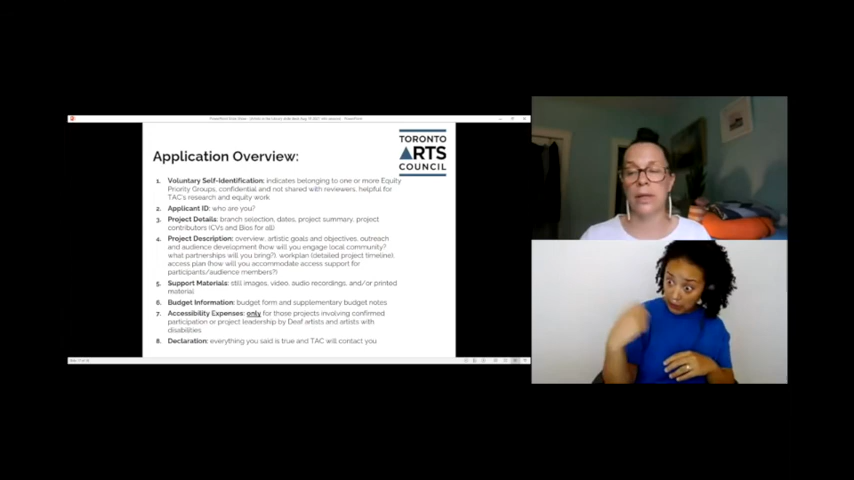 TORONTO
ARTS
COUNCIL
Application Overview:
1. Voluntary Self-Identification: indicates belonging to one or more Equity
Priority Groups, confidential and not shared with reviewers, helpful for
TAC's research and equity work
2. Applicant ID: who are you?
3. Project Details: branch selection, dates, project summary, project
contributors (CVs and Bios for all)
4. Project Description: overview, artistic goals and objectives, outreach
and audience development (how will you engage local community?
what partnerships will you bring?), workplan (detailed project timeline),
access plan (how will you accommodate access support for
participants/audience members?)
5. Support Materials: still images, video, audio recordings, and/or printed
material
6. Budget Information: budget form and supplementary budget notes
7. Accessibility Expenses: only for those projects involving confirmed
participation or project leadership by Deaf artists and artists with
disabilities
8. Declaration: everything you said is true and TAC will contact you